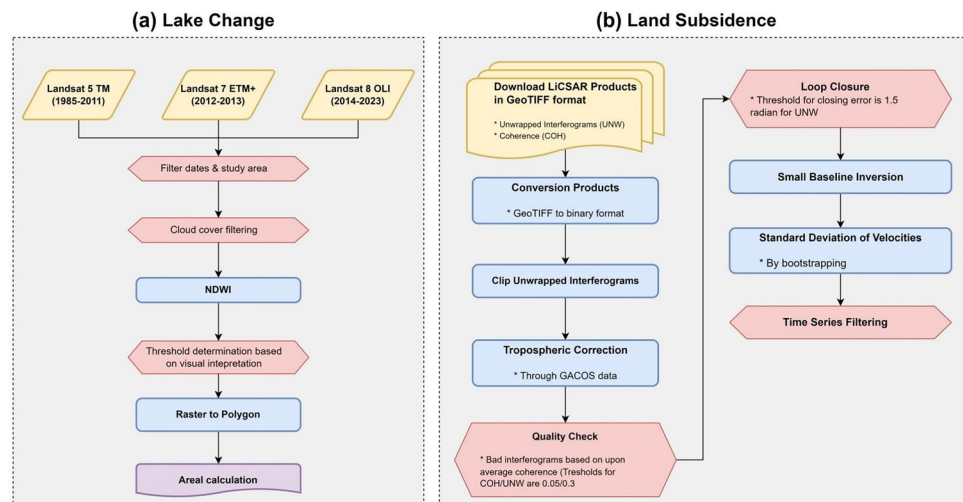 (a) Lake Change
Landsat 5 TM
(1985-2011)
Landsat 7 ETM+
(2012-2013)
Landsat 8 OLI
(2014-2023)
Filter dates & study area
Cloud cover filtering
NDWI
Threshold determination based
on visual intepretation
Raster to Polygon
Areal calculation
(b) Land Subsidence
Download LiCSAR Products
in GeoTIFF format
* Unwrapped Interferograms (UNW)
* Coherence (COH)
Conversion Products
* GeoTIFF to binary format
Clip Unwrapped Interferograms
Tropospheric Correction
* Through GACOS data
Quality Check
* Bad interferograms based on upon
average coherence (Tresholds for
COH/UNW are 0.05/0.3
Loop Closure
* Threshold for closing error is 1.5
radian for UNW
Small Baseline Inversion
Standard Deviation of Velocities
* By bootstrapping
Time Series Filtering